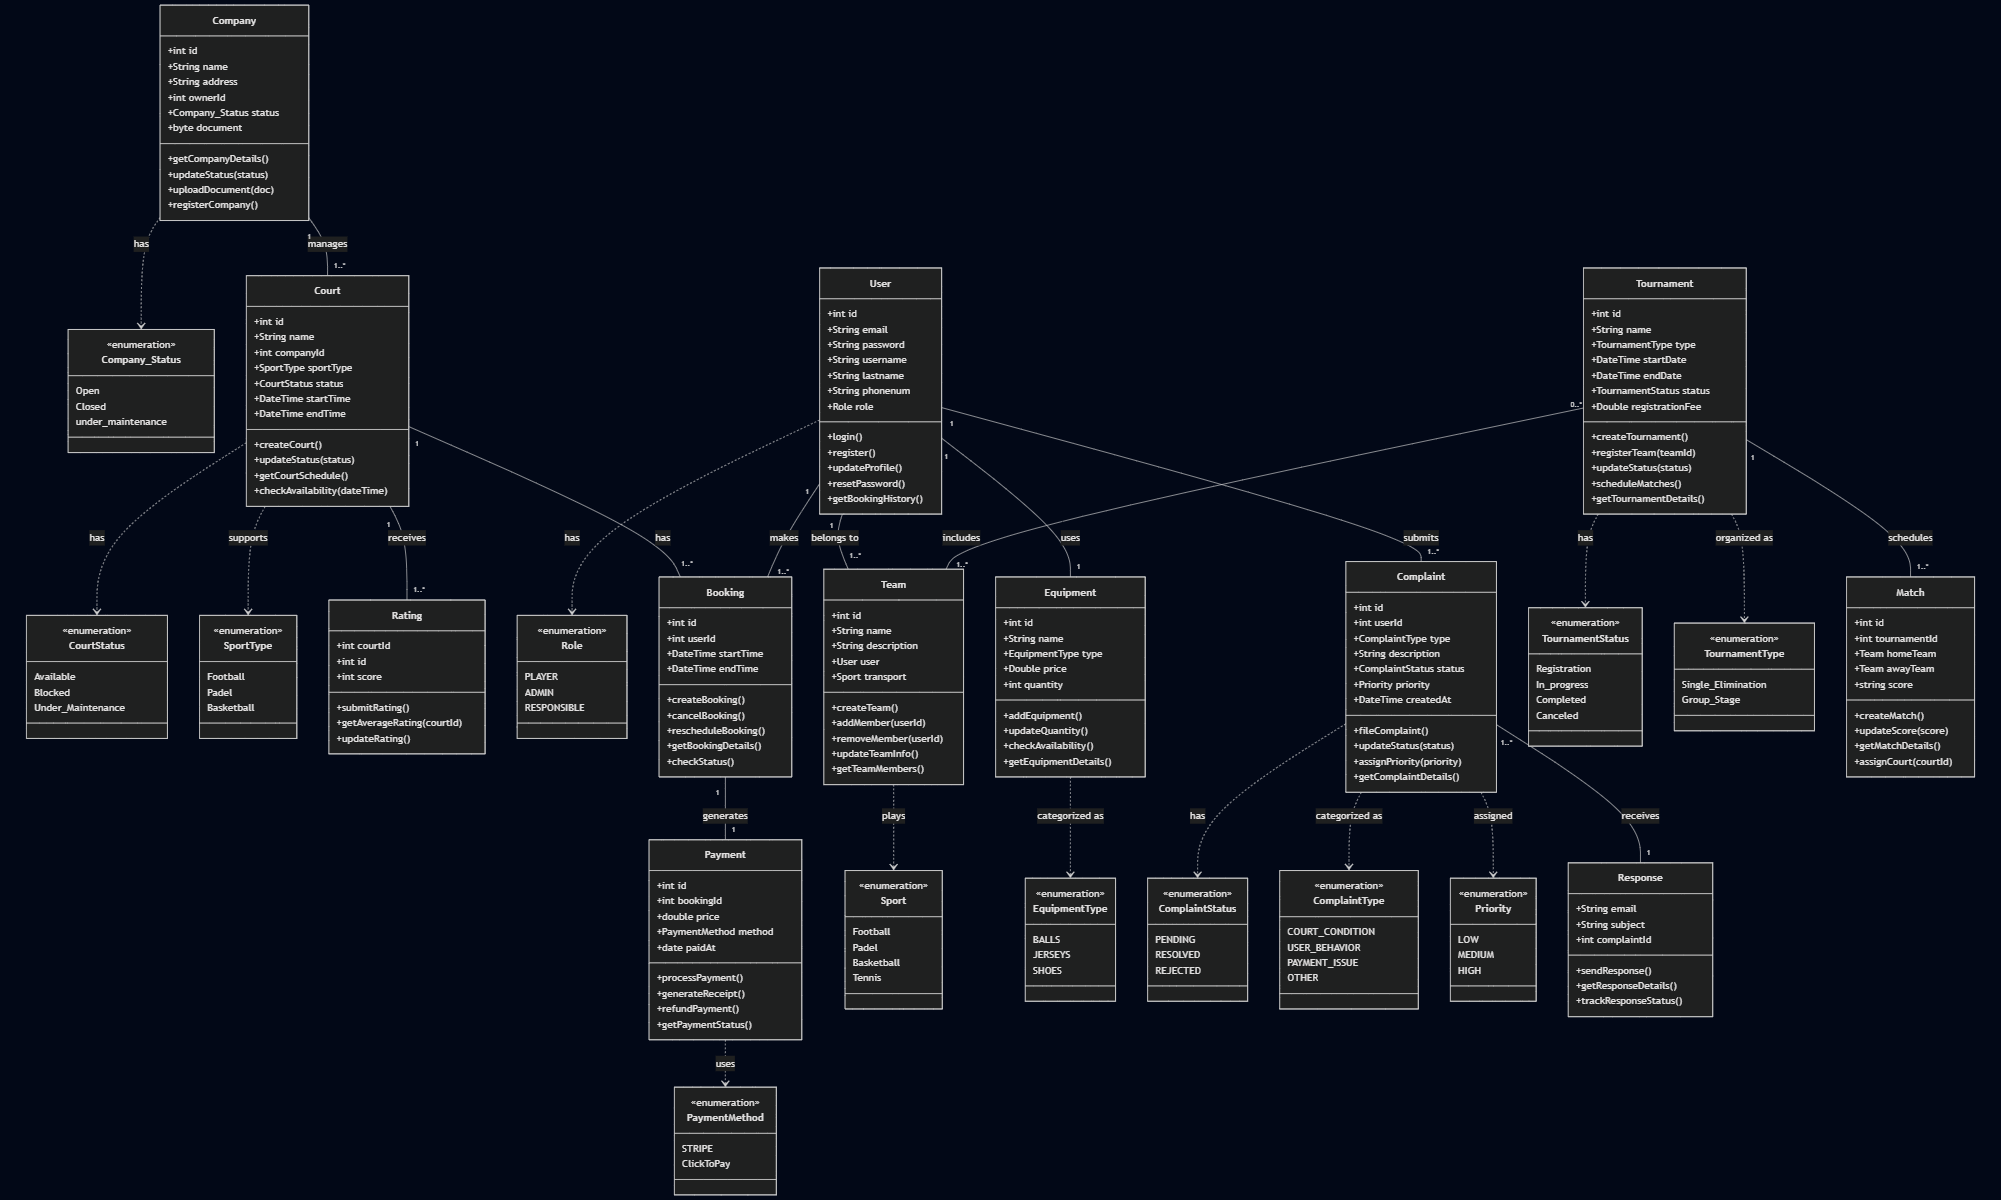 Company
+int id
+String name
+String address
+int ownerId
+Company_Status status
+byte document
+getCompanyDetails()
+updateStatus(status)
+uploadDocument(doc)
+registerCompany()
has
1
manages
1..*
«enumeration»
Company_Status
Open
Closed
under_maintenance
Court
+int id
+String name
+int companyId
+SportType sportType
+CourtStatus status
+DateTime startTime
+DateTime endTime
+createCourt()
+updateStatus(status)
+getCourtSchedule()
+checkAvailability(dateTime)
1
User
+int id
+String email
+String password
+String username
+String lastname
+String phonenum
+Role role
+login()
+register()
+updateProfile()
+resetPassword()
+getBookingHistory()
1
1
1
1
Tournament
+int id
+String name
+TournamentType type
+DateTime startDate
+DateTime endDate
+TournamentStatus status
+Double registrationFee
+createTournament()
+registerTeam(teamId)
+updateStatus(status)
+scheduleMatches()
+getTournamentDetails()
0..*
1
has
supports
1
receives
1..*
has
has
1..*
makes
1..*
belongs to
1..*
includes
1..*
uses
1
submits
1..*
has
organized as
schedules
1..*
«enumeration»
CourtStatus
Available
Blocked
Under_Maintenance
«enumeration»
SportType
Football
Padel
Basketball
Rating
+int courtId
+int id
+int score
+submitRating()
+getAverageRating(courtId)
+updateRating()
«enumeration»
Role
PLAYER
ADMIN
RESPONSIBLE
Booking
+int id
+int userId
+DateTime startTime
+DateTime endTime
+createBooking()
+cancelBooking()
+rescheduleBooking()
+getBookingDetails()
+checkStatus()
Team
+int id
+String name
+String description
+User user
+Sport transport
+createTeam()
+addMember(userId)
+removeMember(userId)
+updateTeamInfo()
+getTeamMembers()
Equipment
+int id
+String name
+EquipmentType type
+Double price
+int quantity
+addEquipment()
+updateQuantity()
+checkAvailability()
+getEquipmentDetails()
Complaint
+int id
+int userId
+ComplaintType type
+String description
+ComplaintStatus status
+Priority priority
+DateTime createdAt
+fileComplaint()
+updateStatus(status)
+assignPriority(priority)
+getComplaintDetails()
1..*
«enumeration»
TournamentStatus
Registration
In_progress
Completed
Canceled
«enumeration»
TournamentType
Single_Elimination
Group_Stage
Match
+int id
+int tournamentId
+Team homeTeam
+Team awayTeam
+string score
+createMatch()
+updateScore(score)
+getMatchDetails()
+assignCourt(courtId)
1
generates
1
plays
categorized as
has
categorized as
assigned
receives
1
Payment
+int id
+int bookingId
+double price
+PaymentMethod method
+date paidAt
+processPayment()
+generateReceipt()
+refundPayment()
+getPaymentStatus()
«enumeration»
Sport
Football
Padel
Basketball
Tennis
«enumeration»
EquipmentType
BALLS
JERSEYS
SHOES
«enumeration»
ComplaintStatus
PENDING
RESOLVED
REJECTED
«enumeration»
ComplaintType
COURT_CONDITION
USER_BEHAVIOR
PAYMENT_ISSUE
OTHER
«enumeration»
Priority
LOW
MEDIUM
HIGH
Response
+String email
+String subject
+int complaintId
+sendResponse()
+getResponseDetails()
+trackResponseStatus()
uses
«enumeration»
PaymentMethod
STRIPE
ClickToPay